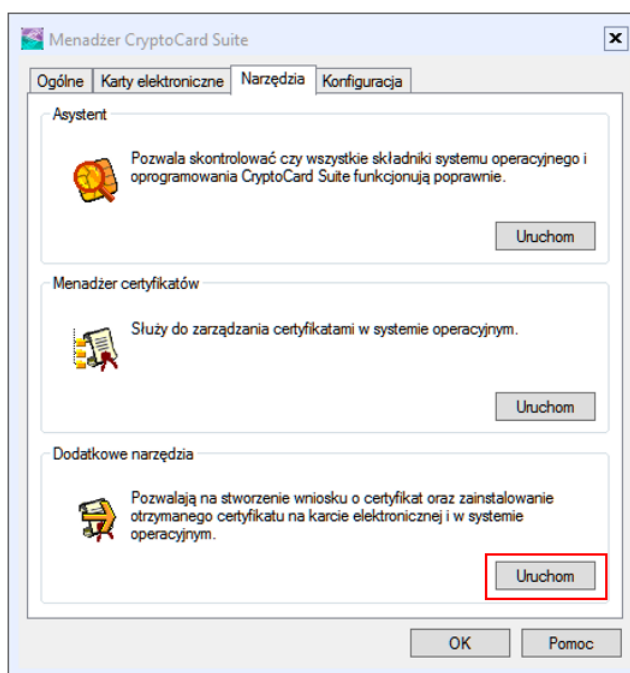 Menadżer CryptoCard Suite
Ogólne
Karty elektroniczne
Narzędzia
Konfiguracja
Asystent
Pozwala skontrolować czy wszystkie składniki systemu operacyjnego i
oprogramowania CryptoCard Suite funkcjonują poprawnie.
Uruchom
Menadżer certyfikatów
Służy do zarządzania certyfikatami w systemie operacyjnym.
Uruchom
Dodatkowe narzędzia
Pozwalają na stworzenie wniosku o certyfikat oraz zainstalowanie
otrzymanego certyfikatu na karcie elektronicznej i w systemie
operacyjnym.
Uruchom
OK
Pomoc